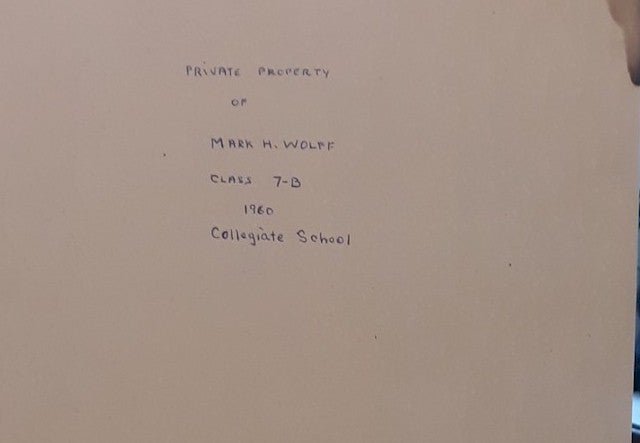 PRIVATE PROPERTY
OF
MARK H. WOLFF
CLASS 7-B
1960
Collegiate School